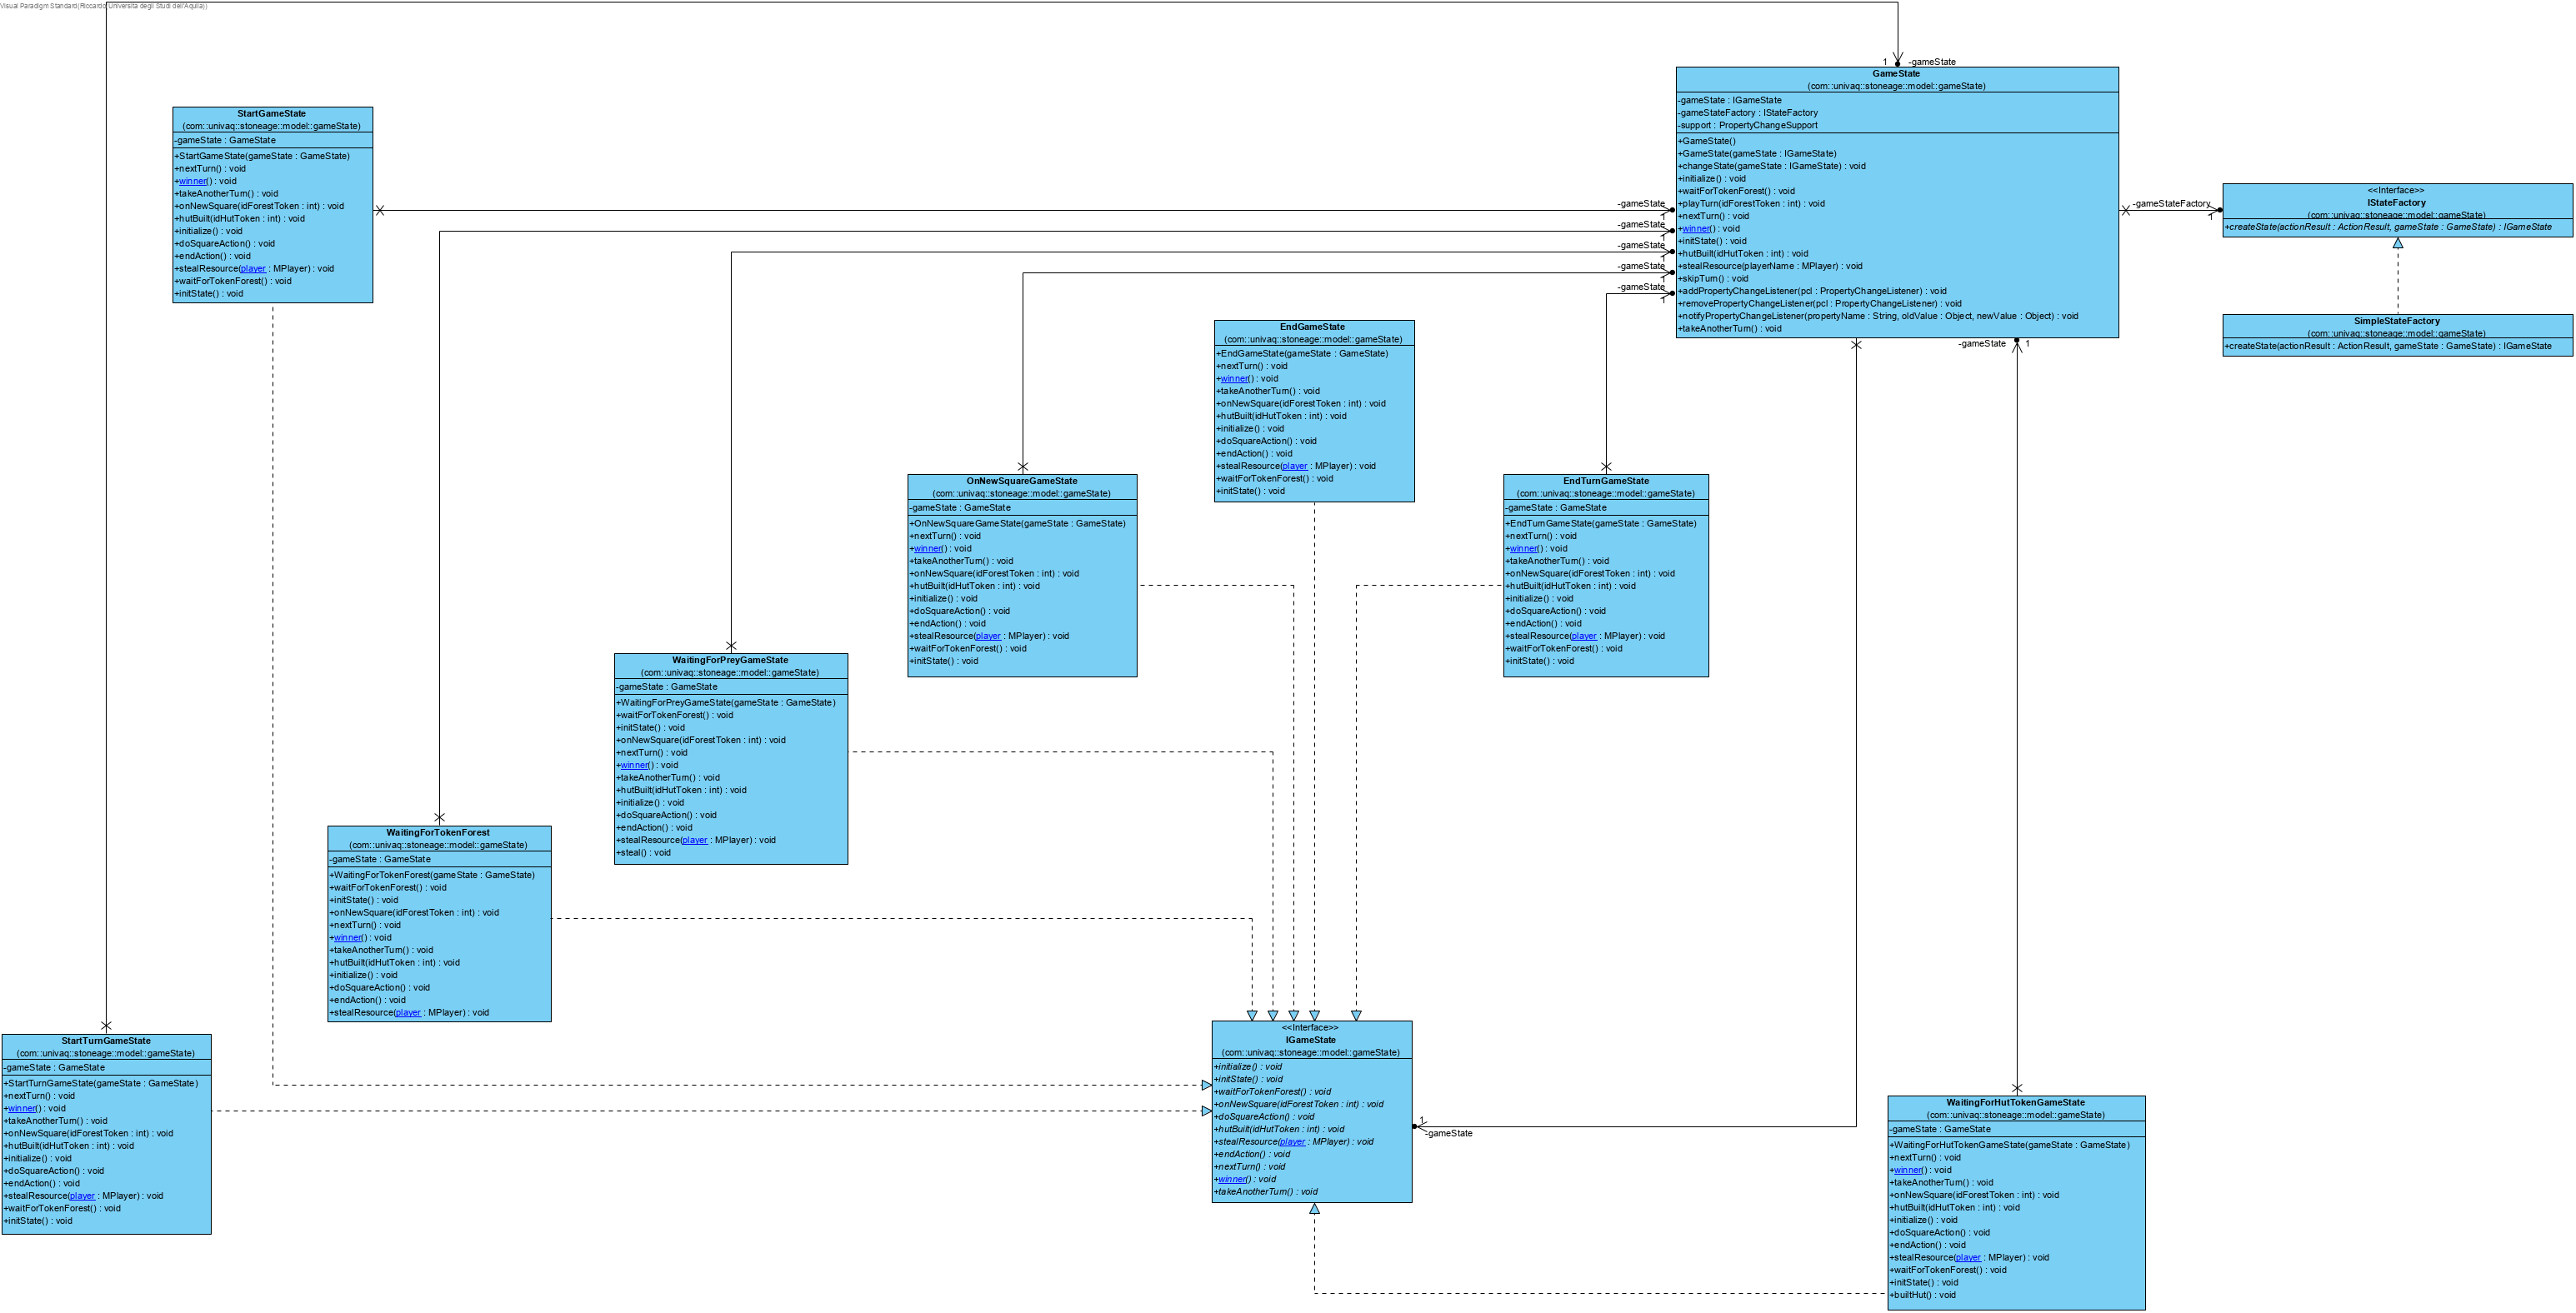 Visual Paradigm Standard(Riccardo(Universita degli Studi dell'Aquila))
1
-gameState
GameState
(com::univaq::stoneage::model::gameState)
-gameState : IGameState
-gameStateFactory : IStateFactory
-support : PropertyChangeSupport
+GameState()
+GameState(gameState : IGameState)
+changeState(gameState : IGameState) : void
+initialize() : void
+waitForTokenForest() : void
+playTurn(idForestToken : int) : void
+nextTurn() : void
+winner() : void
+initState() : void
+hutBuilt(idHutToken : int) : void
+stealResource(playerName : MPlayer) : void
+skipTurn() : void
+addPropertyChangeListener(pcl : PropertyChangeListener) : void
+removePropertyChangeListener(pcl : PropertyChangeListener) : void
+notifyPropertyChangeListener(propertyName : String, oldValue : Object, newValue : Object) : void
+takeAnotherTurn() : void
StartGameState
(com::univaq::stoneage::model::gameState)
-gameState : GameState
+StartGameState(gameState : GameState)
+nextTurn() : void
+winner() : void
+takeAnotherTurn() : void
+onNewSquare(idForestToken : int) : void
+hutBuilt(idHutToken : int) : void
+initialize() : void
+doSquareAction() : void
+endAction() : void
+stealResource(player : MPlayer) : void
+waitForTokenForest() : void
+initState() : void
-gameState
1
-gameState
1
-gameState
1
-gameState
1
-gameState
1
-gameStateFactory
1
<<Interface>>
IStateFactory
(com::univaq::stoneage::model::gameState)
+createState(actionResult : ActionResult, gameState : GameState) : IGameState
SimpleStateFactory
(com::univaq::stoneage::model::gameState)
+createState(actionResult : ActionResult, gameState : GameState) : IGameState
-gameState
1
EndGameState
(com::univaq::stoneage::model::gameState)
+EndGameState(gameState : GameState)
+nextTurn() : void
+winner() : void
+takeAnotherTurn() : void
+onNewSquare(idForestToken : int) : void
+hutBuilt(idHutToken : int) : void
+initialize() : void
+doSquareAction() : void
+endAction() : void
+stealResource(player : MPlayer) : void
+waitForTokenForest() : void
+initState() : void
OnNewSquareGameState
(com::univaq::stoneage::model::gameState)
-gameState : GameState
+OnNewSquareGameState(gameState : GameState)
+nextTurn() : void
+winner() : void
+takeAnotherTurn() : void
+onNewSquare(idForestToken : int) : void
+hutBuilt(idHutToken : int) : void
+initialize() : void
+doSquareAction() : void
+endAction() : void
+stealResource(player : MPlayer) : void
+waitForTokenForest() : void
+initState() : void
EndTurnGameState
(com::univaq::stoneage::model::gameState)
-gameState : GameState
+EndTurnGameState(gameState : GameState)
+nextTurn() : void
+winner() : void
+takeAnotherTurn() : void
+onNewSquare(idForestToken : int) : void
+hutBuilt(idHutToken : int) : void
+initialize() : void
+doSquareAction() : void
+endAction() : void
+stealResource(player : MPlayer) : void
+waitForTokenForest() : void
+initState() : void
WaitingForPreyGameState
(com::univaq::stoneage::model::gameState)
-gameState : GameState
+WaitingForPreyGameState(gameState : GameState)
+waitForTokenForest() : void
+initState() : void
+onNewSquare(idForestToken : int) : void
+nextTurn() : void
+winner() : void
+takeAnotherTurn() : void
+hutBuilt(idHutToken : int) : void
+initialize() : void
+doSquareAction() : void
+endAction() : void
+stealResource(player : MPlayer) : void
+steal() : void
WaitingForTokenForest
(com::univaq::stoneage::model::gameState)
-gameState : GameState
+WaitingForTokenForest(gameState : GameState)
+waitForTokenForest() : void
+initState() : void
+onNewSquare(idForestToken : int) : void
+nextTurn() : void
+winner() : void
+takeAnotherTurn() : void
+hutBuilt(idHutToken : int) : void
+initialize() : void
+doSquareAction() : void
+endAction() : void
+stealResource(player : MPlayer) : void
StartTurnGameState
(com::univaq::stoneage::model::gameState)
-gameState : GameState
+StartTurnGameState(gameState : GameState)
+nextTurn() : void
+winner() : void
+takeAnotherTurn() : void
+onNewSquare(idForestToken : int) : void
+hutBuilt(idHutToken : int) : void
+initialize() : void
+doSquareAction() : void
+endAction() : void
+stealResource(player : MPlayer) : void
+waitForTokenForest() : void
+initState() : void
<<Interface>>
IGameState
(com::univaq::stoneage::model::gameState)
+initialize() : void
+initState() : void
+waitForTokenForest() : void
+onNewSquare(idForestToken : int) : void
+doSquareAction() : void
+hutBuilt(idHutToken : int) : void
+stealResource(player : MPlayer) : void
+endAction() : void
+nextTurn() : void
+winner() : void
+takeAnotherTurn() : void
1
-gameState
WaitingForHutTokenGameState
(com::univaq::stoneage::model::gameState)
-gameState : GameState
+WaitingForHutTokenGameState(gameState : GameState)
+nextTurn() : void
+winner() : void
+takeAnotherTurn() : void
+onNewSquare(idForestToken : int) : void
+hutBuilt(idHutToken : int) : void
+initialize() : void
+doSquareAction() : void
+endAction() : void
+stealResource(player : MPlayer) : void
+waitForTokenForest() : void
+initState() : void
+builtHut() : void